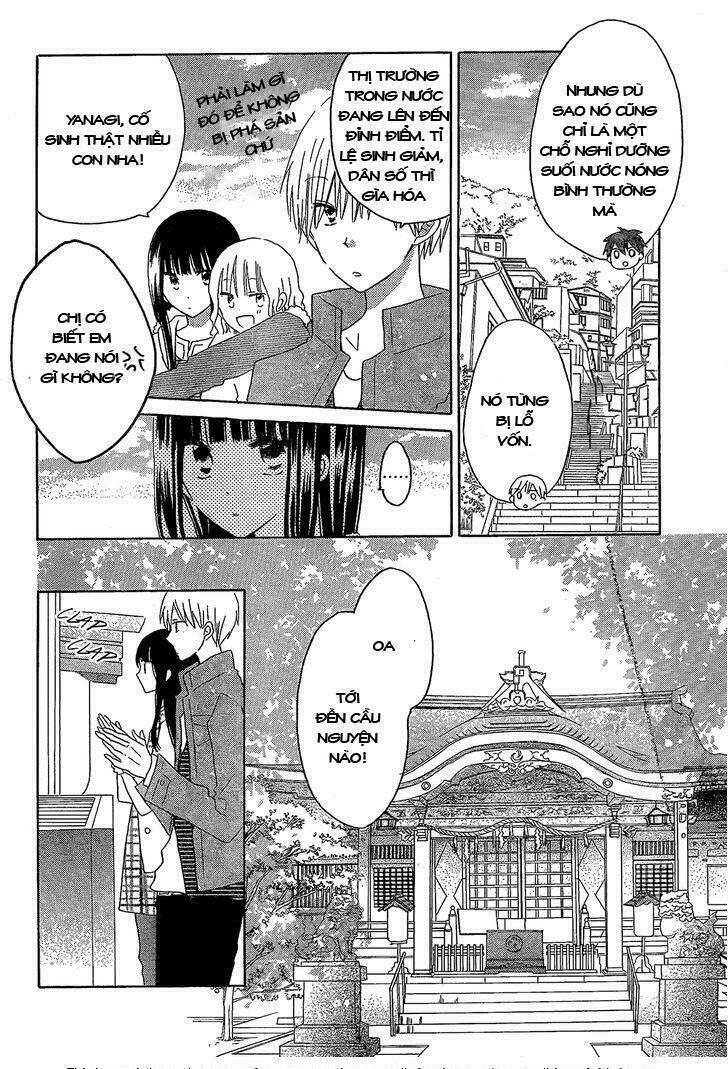 NHƯNG DÙ
SAO NÓ CŨNG
CHỈ LÀ MỘT
CHỖ NGHỈ DƯỠNG
SUỐI NƯỚC NÓNG
BÌNH THƯỜNG
MÀ
NÓ TỪNG
BỊ LỖ
VỐN.
THỊ TRƯỜNG
TRONG NƯỚC
ĐANG LÊN ĐẾN
ĐỈNH ĐIỂM. TỈ
LỆ SINH GIẢM,
DÂN SỐ THÌ
GÌA HÓA
PHẢI LÀM GÌ
ĐÓ ĐỂ KHÔNG
BỊ PHÁ SẢN
CHỨ
YANAGI, CỐ
SINH THẬT NHIỀU
CON NHA!
CHỊ CÓ
BIẾT EM
ĐANG NÓI
GÌ KHÔNG?
......
OA
TỚI
ĐỀN CẦU
NGUYỆN
NÀO!
CLAP
CLAP